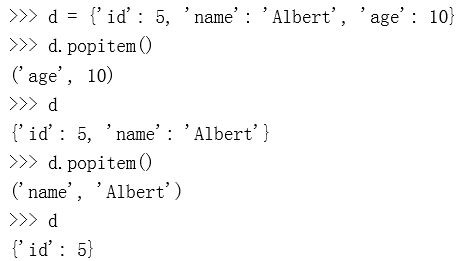 >>> d = {'id': 5, 'name': 'Albert', 'age': 10}
>>> d.popitem()
('age', 10)
>>> d
{'id': 5, 'name': 'Albert'}
>>> d.popitem()
('name', 'Albert')
>>> d
{'id': 5}